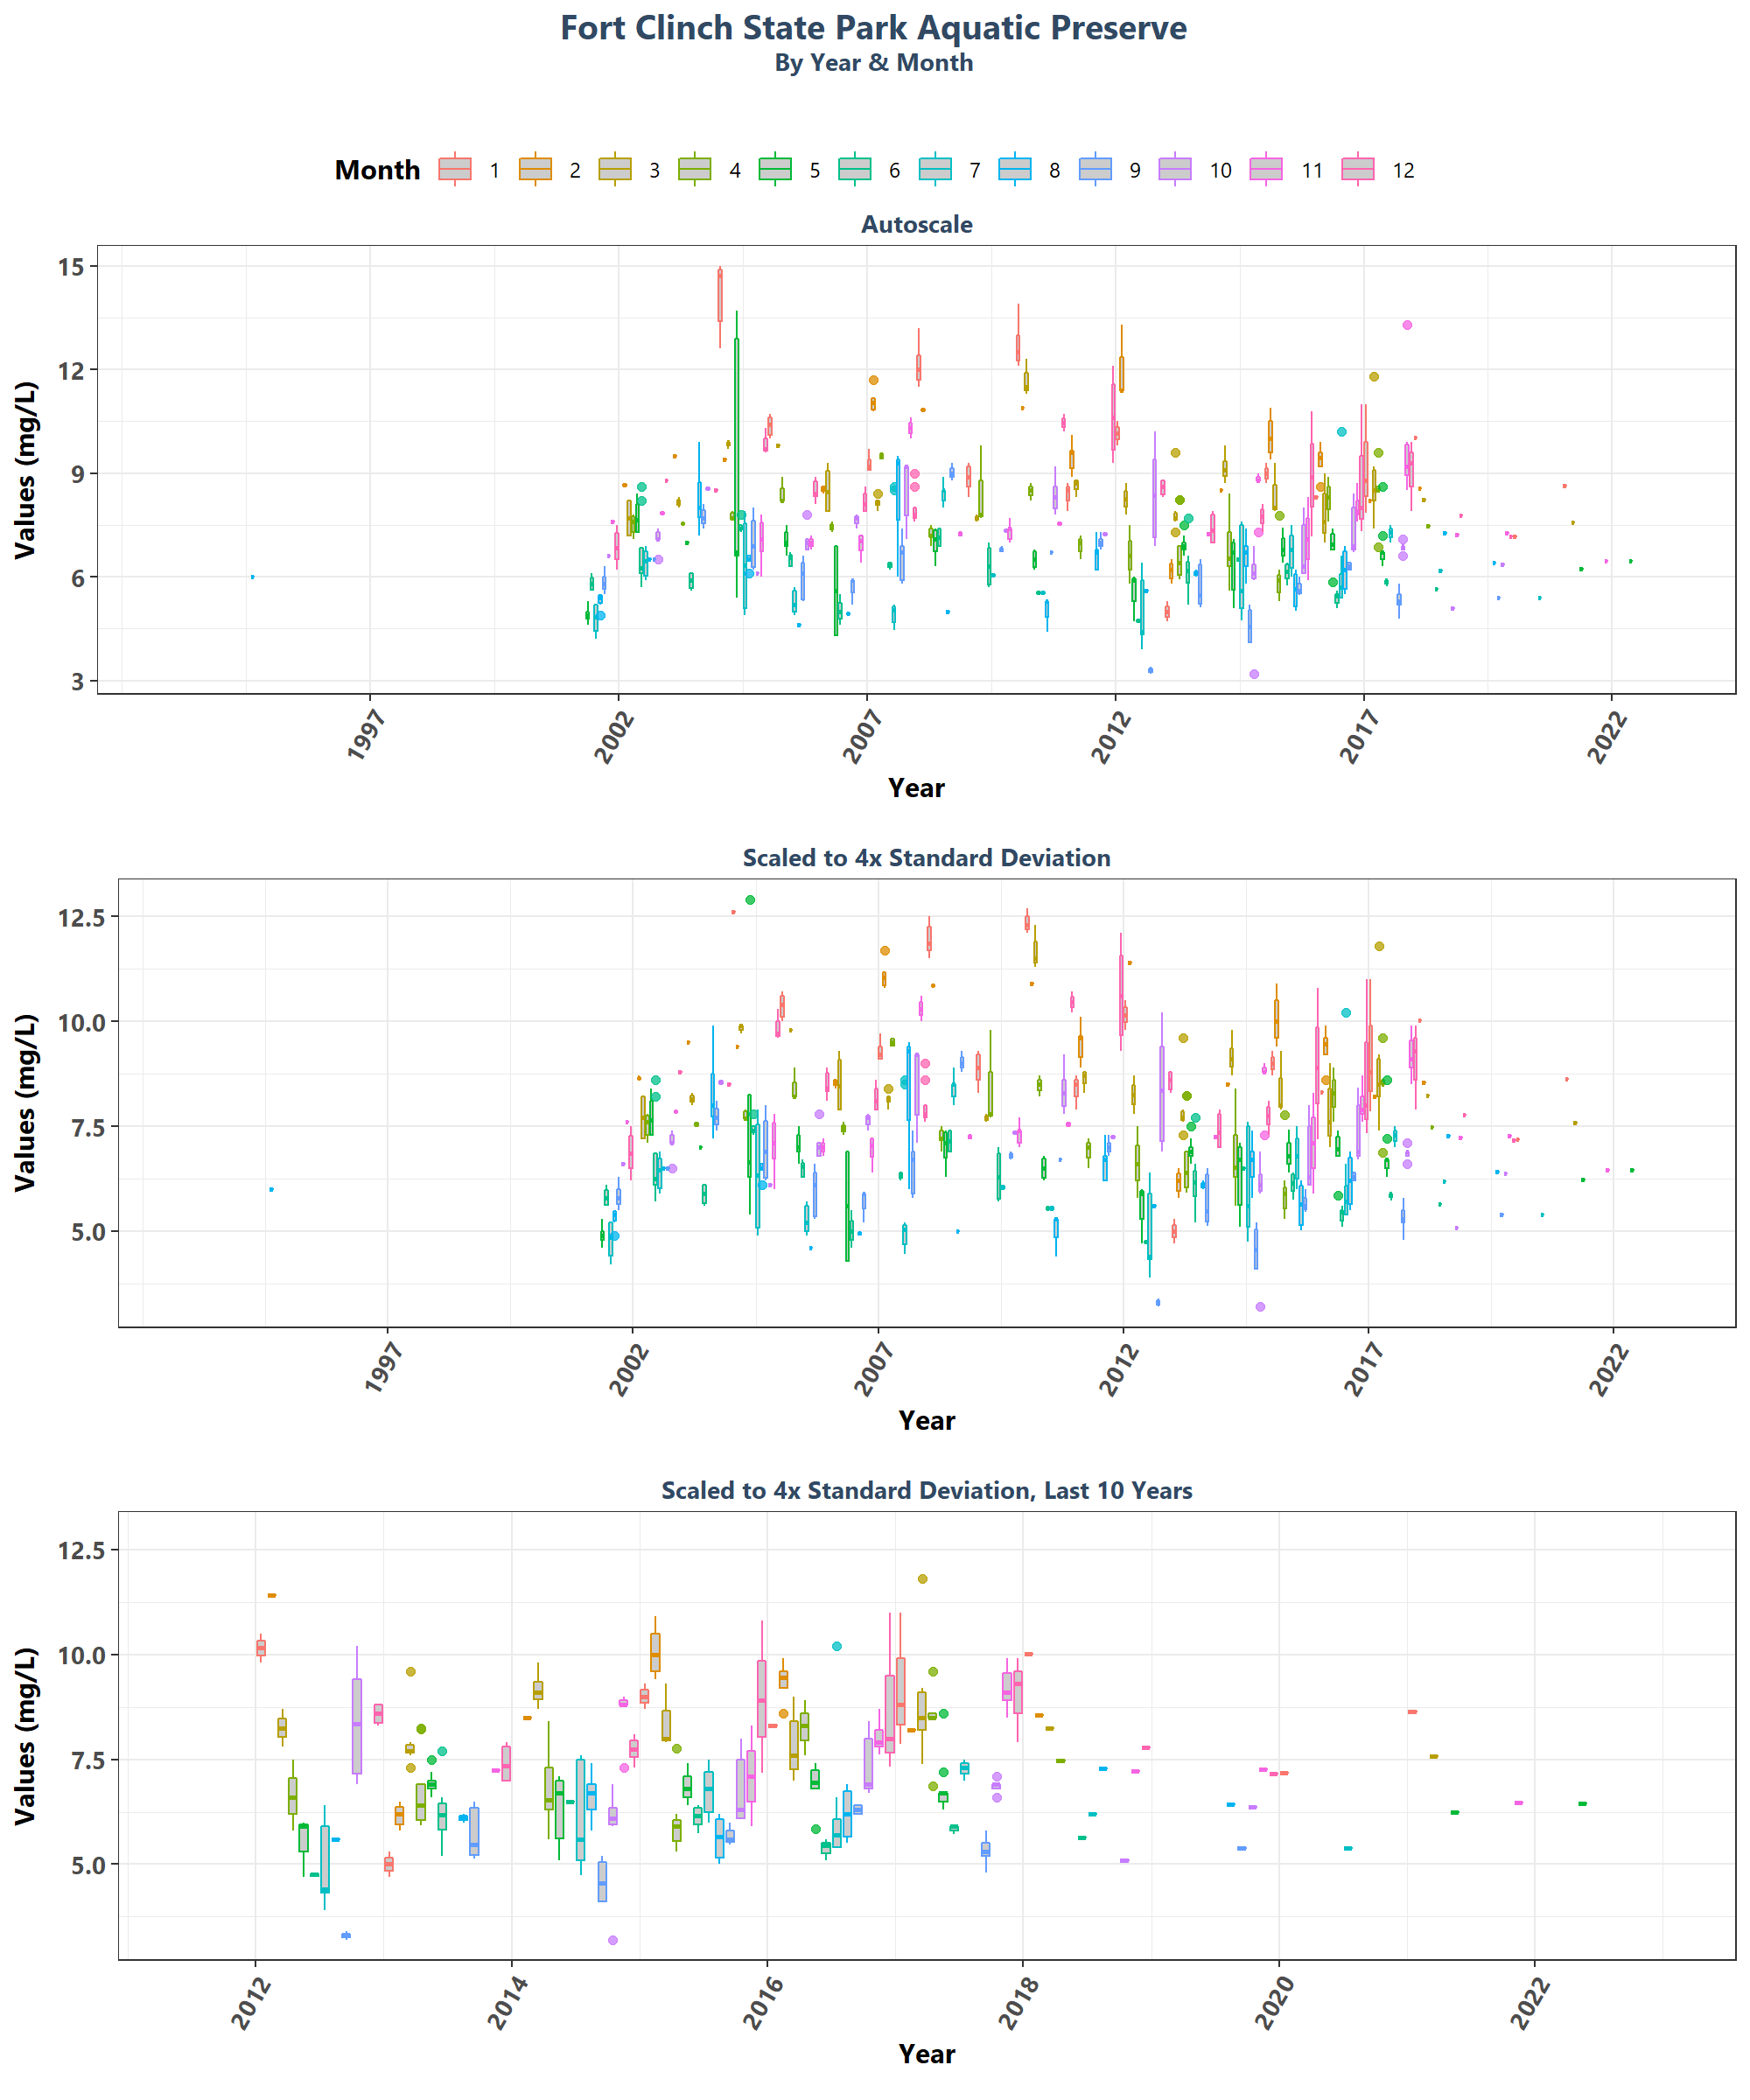 Fort Clinch State Park Aquatic Preserve
By Year & Month
Month 1 2 3 4 5 6 7 8 9 10 11 12
Autoscale
Values (mg/L)
15
12
9
6
3
1997 2002 2007 2012 2017 2022
Year
Scaled to 4x Standard Deviation
Values (mg/L)
12.5
10.0
7.5
5.0
1997 2002 2007 2012 2017 2022
Year
Scaled to 4x Standard Deviation, Last 10 Years
Values (mg/L)
12.5
10.0
7.5
5.0
2012 2014 2016 2018 2020 2022
Year